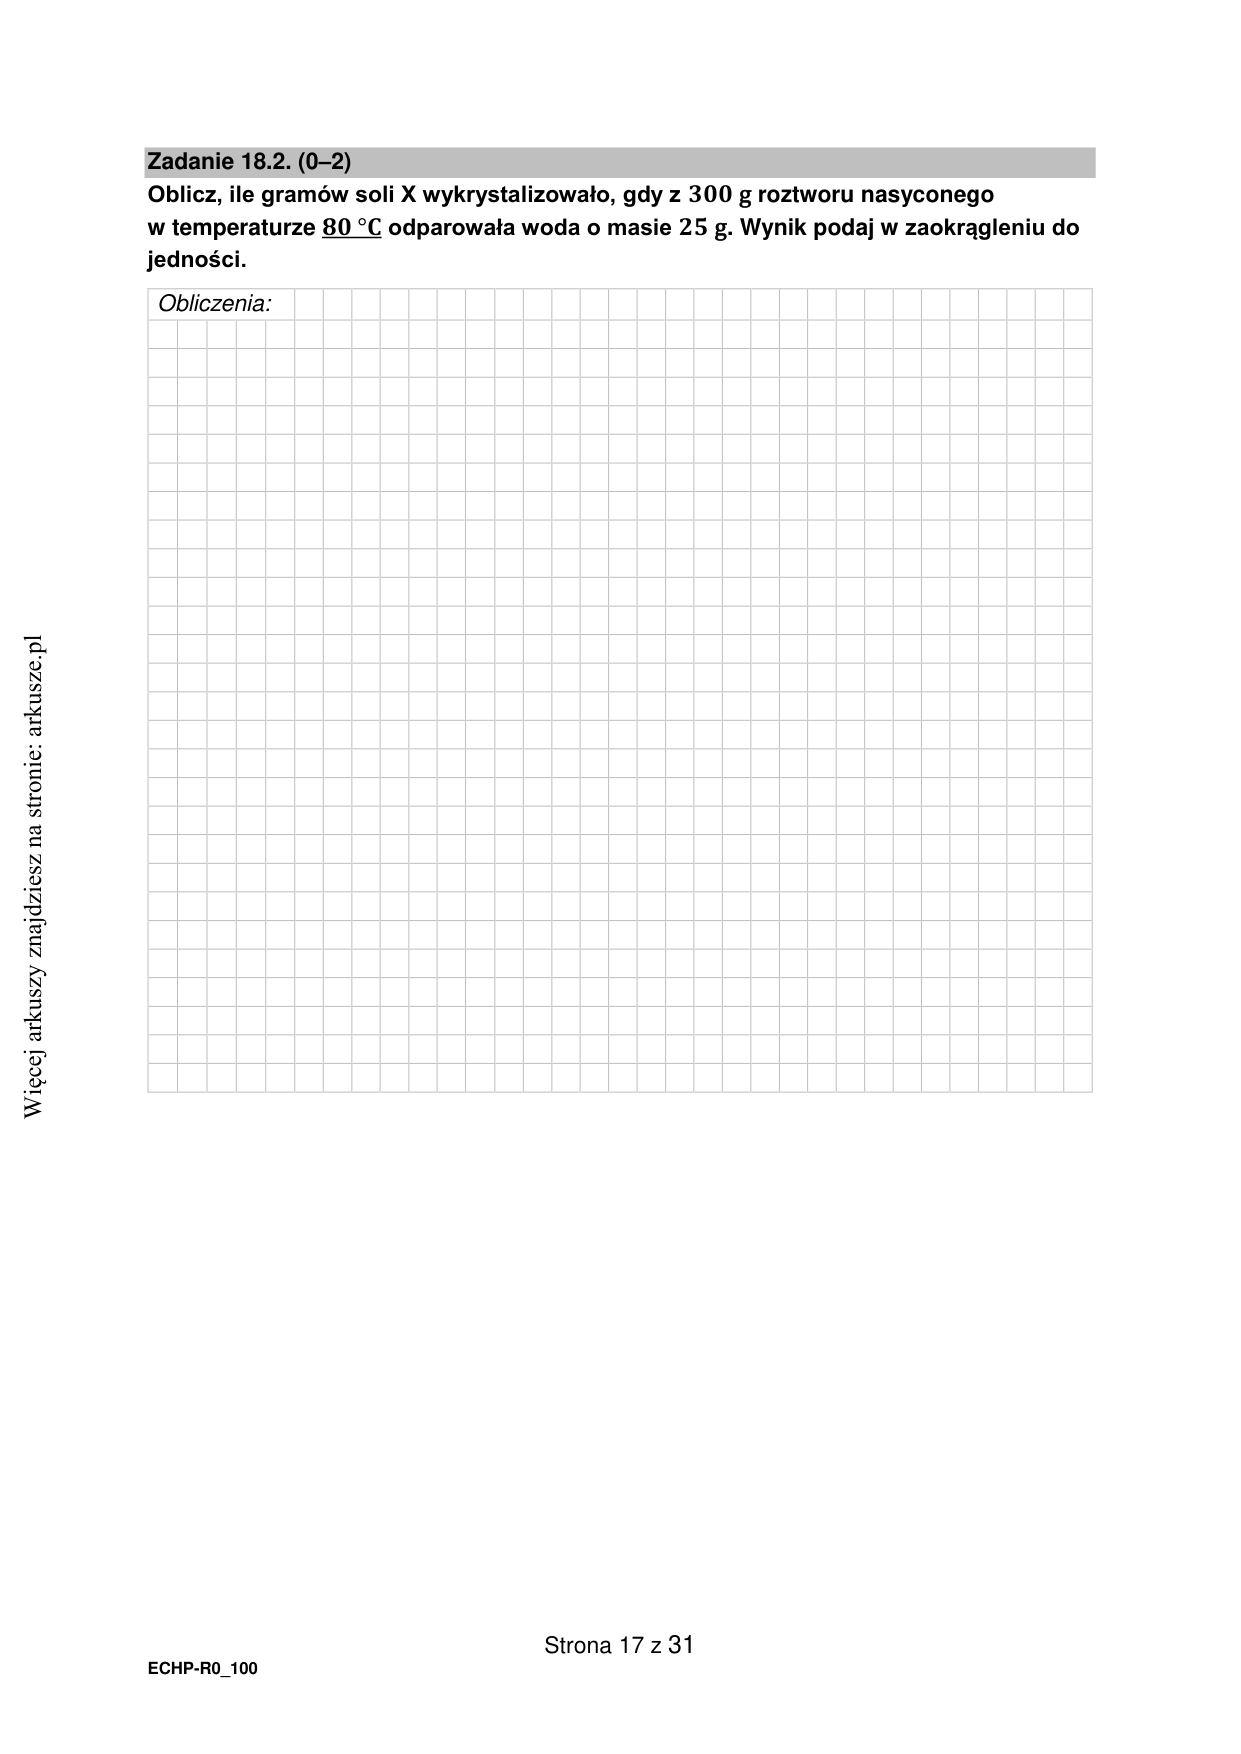 Zadanie 18.2. (0–2)
Oblicz, ile gramów soli X wykrystalizowało, gdy z 300 g roztworu nasyconego
w temperaturze 80 °C odparowała woda o masie 25 g. Wynik podaj w zaokrągleniu do
jedności.
Obliczenia:
Więcej arkuszy znajdziesz na stronie: arkusze.pl
Strona 17 z 31
ECHP-R0_100